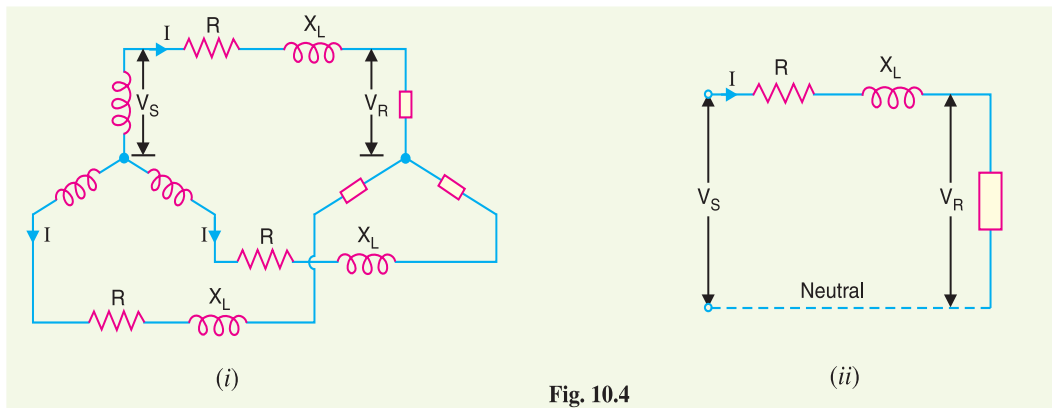 I R X_L
V_S V_R
I I R X_L
R X_L
(i)
I R X_L
V_S V_R
Neutral
(ii)
Fig. 10.4